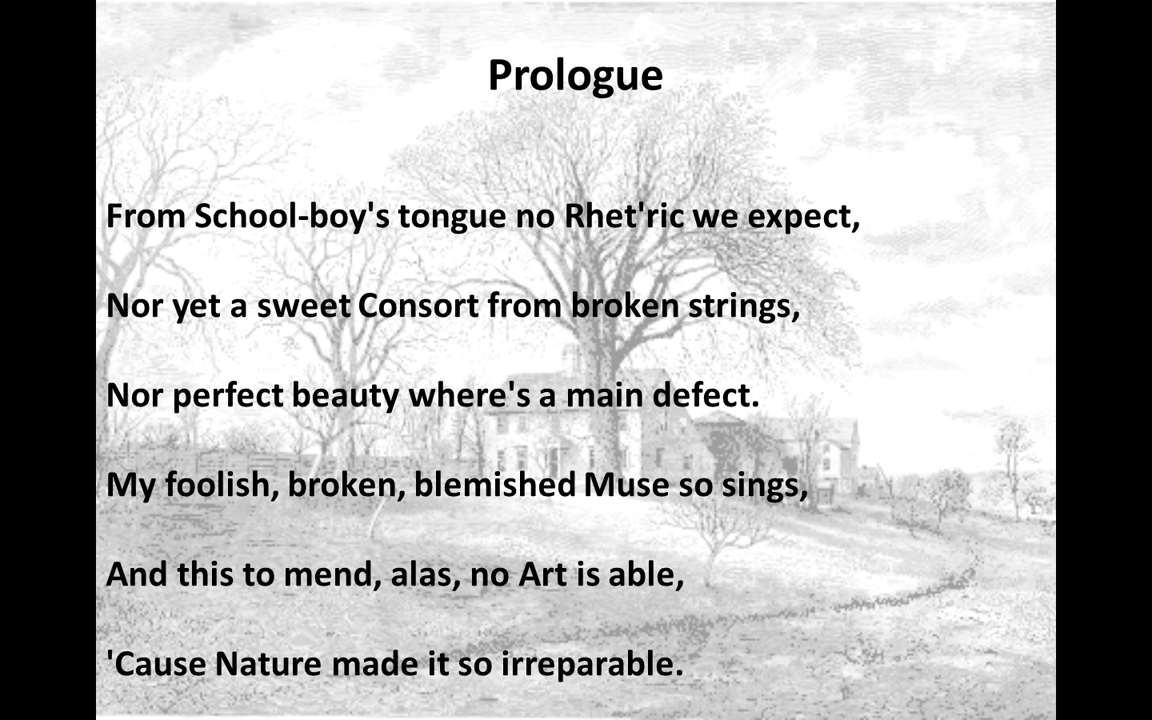 Prologue
From School-boy's tongue no Rhet'ric we expect,
Nor yet a sweet Consort from broken strings,
Nor perfect beauty where's a main defect.
My foolish, broken, blemished Muse so sings,
And this to mend, alas, no Art is able,
'Cause Nature made it so irreparable.